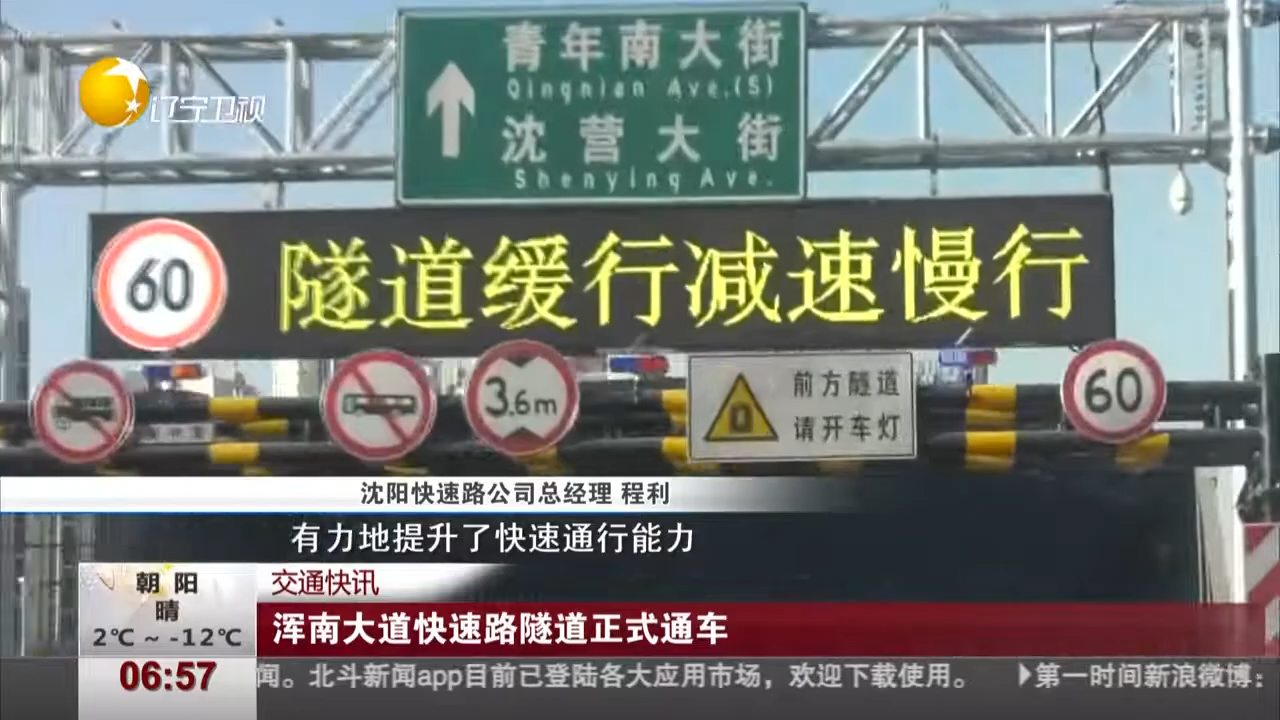 青年南大街
Qingnian Ave.(S)
沈营大街
Shenying Ave.
辽宁卫视
60
隧道缓行减速慢行
3.6m
前方隧道
请开车灯
60
沈阳快速路公司总经理 程利
有力地提升了快速通行能力
交通快讯
浑南大道快速路隧道正式通车
朝阳
晴
2℃ ~ -12℃
06:57
闻。北斗新闻app目前已登陆各大应用市场，欢迎下载使用。 ▶第一时间新浪微博：